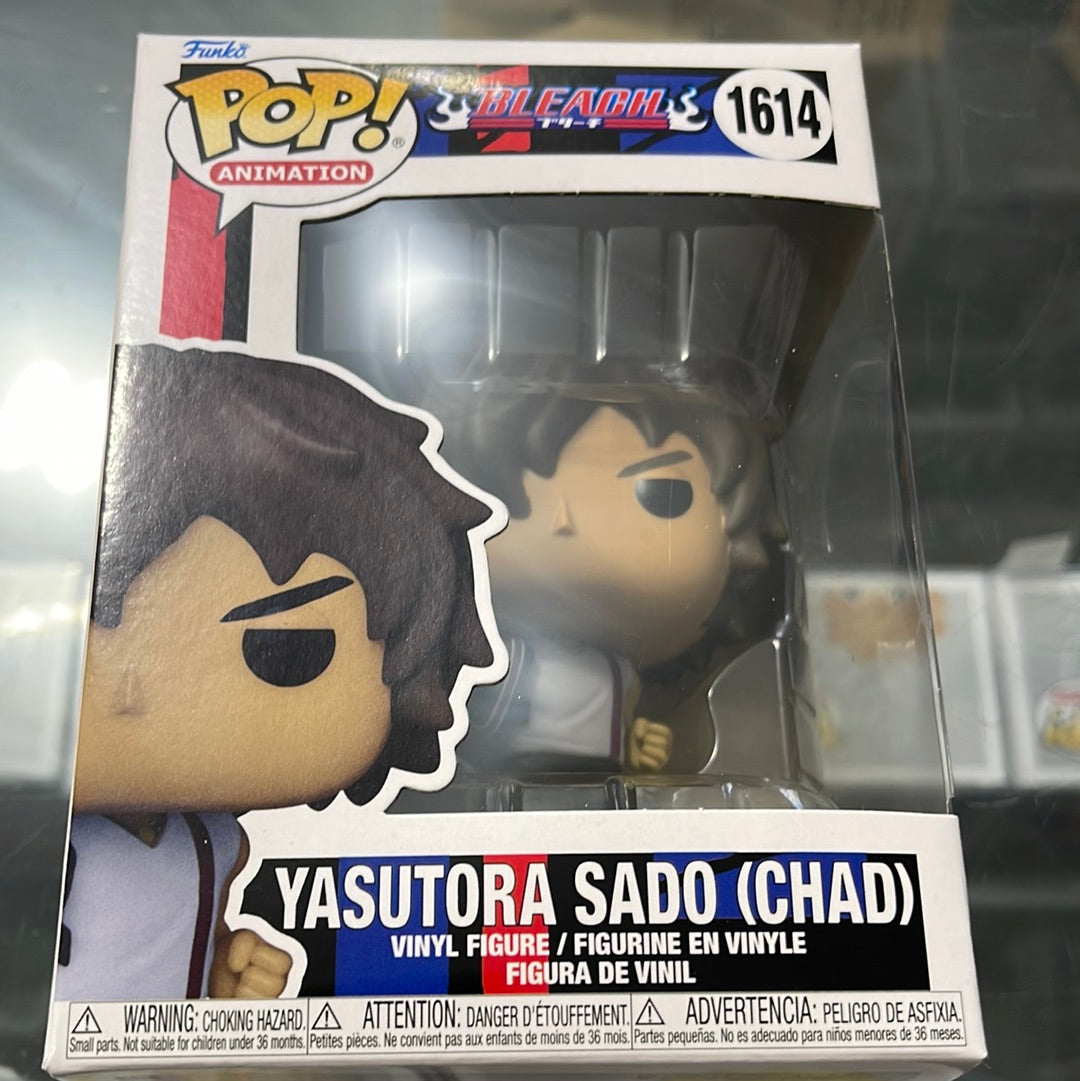 Funko
POP!
ANIMATION
BLEACH
ブリーチ
1614
YASUTORA SADO (CHAD)
VINYL FIGURE / FIGURINE EN VINYLE
FIGURA DE VINIL
WARNING: CHOKING HAZARD.
Small parts. Not suitable for children under 36 months.
ATTENTION: DANGER D'ÉTOUFFEMENT.
Petites pièces. Ne convient pas aux enfants de moins de 36 mois.
ADVERTENCIA: PELIGRO DE ASFIXIA.
Partes pequeñas. No es adecuado para niños menores de 36 meses.